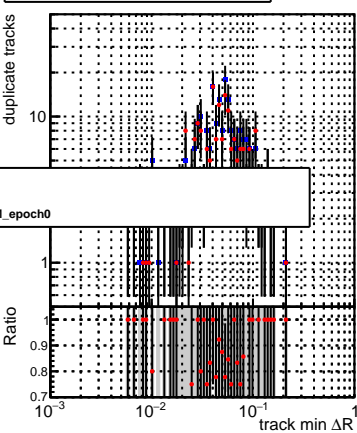 duplicate tracks
10
l_epoch0
1
Ratio
1
0.9
0.8
0.7
10⁻³ 10⁻² 10⁻¹ 1
track min ΔR